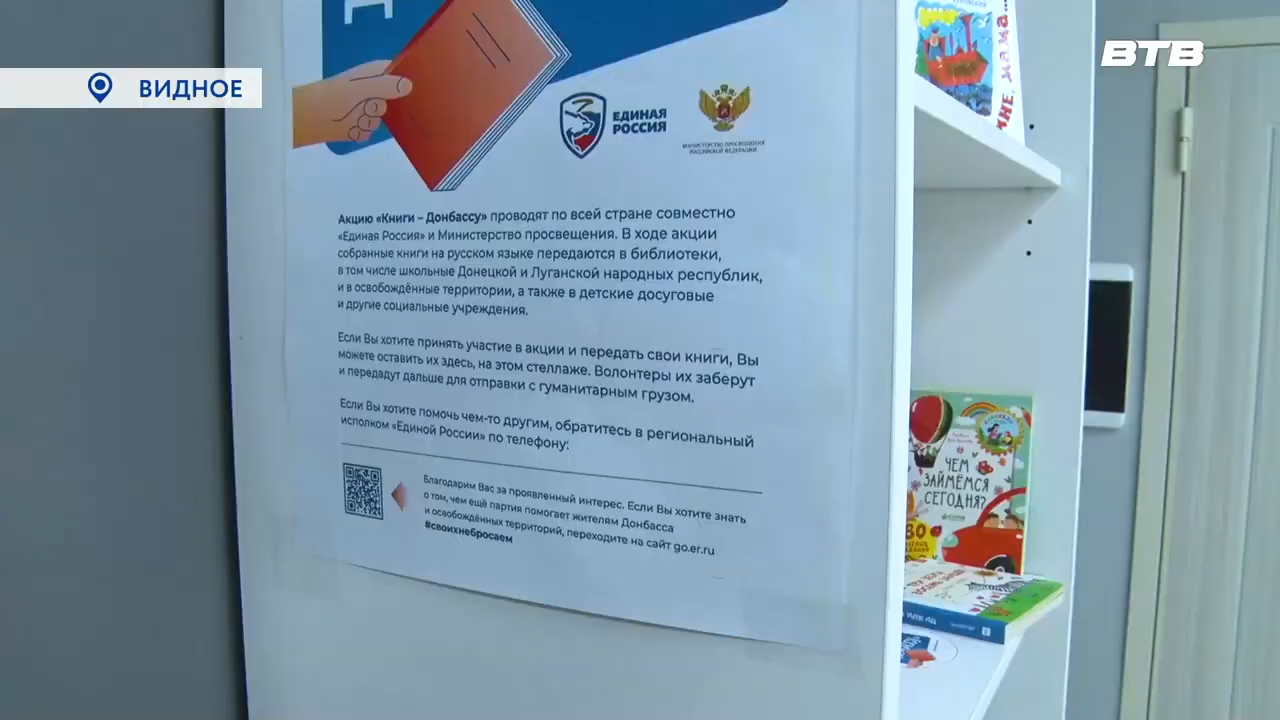 ВИДНОЕ
ВТВ
ЕДИНАЯ
РОССИЯ
МИНИСТЕРСТВО ПРОСВЕЩЕНИЯ
РОССИЙСКОЙ ФЕДЕРАЦИИ
Акцию «Книги – Донбассу» проводят по всей стране совместно
«Единая Россия» и Министерство просвещения. В ходе акции
собранные книги на русском языке передаются в библиотеки,
в том числе школьные Донецкой и Луганской народных республик,
и в освобождённые территории, а также в детские досуговые
и другие социальные учреждения.
Если Вы хотите принять участие в акции и передать свои книги, Вы
можете оставить их здесь, на этом стеллаже. Волонтеры их заберут
и передадут дальше для отправки с гуманитарным грузом.
Если Вы хотите помочь чем-то другим, обратитесь в региональный
исполком «Единой России» по телефону:
Благодарим Вас за проявленный интерес. Если Вы хотите знать
о том, чем ещё партия помогает жителям Донбасса
и освобождённых территорий, переходите на сайт go.er.ru
#своихнебросаем
мама...
ЧЕМ
ЗАЙМЁМСЯ
СЕГОДНЯ?